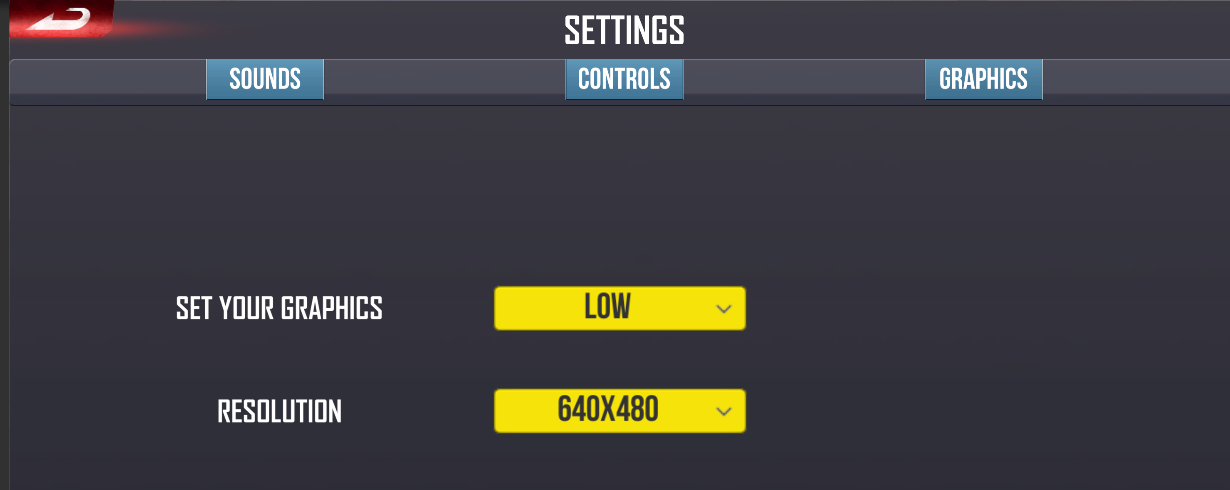 SETTINGS
SOUNDS CONTROLS GRAPHICS
SET YOUR GRAPHICS LOW
RESOLUTION 640X480